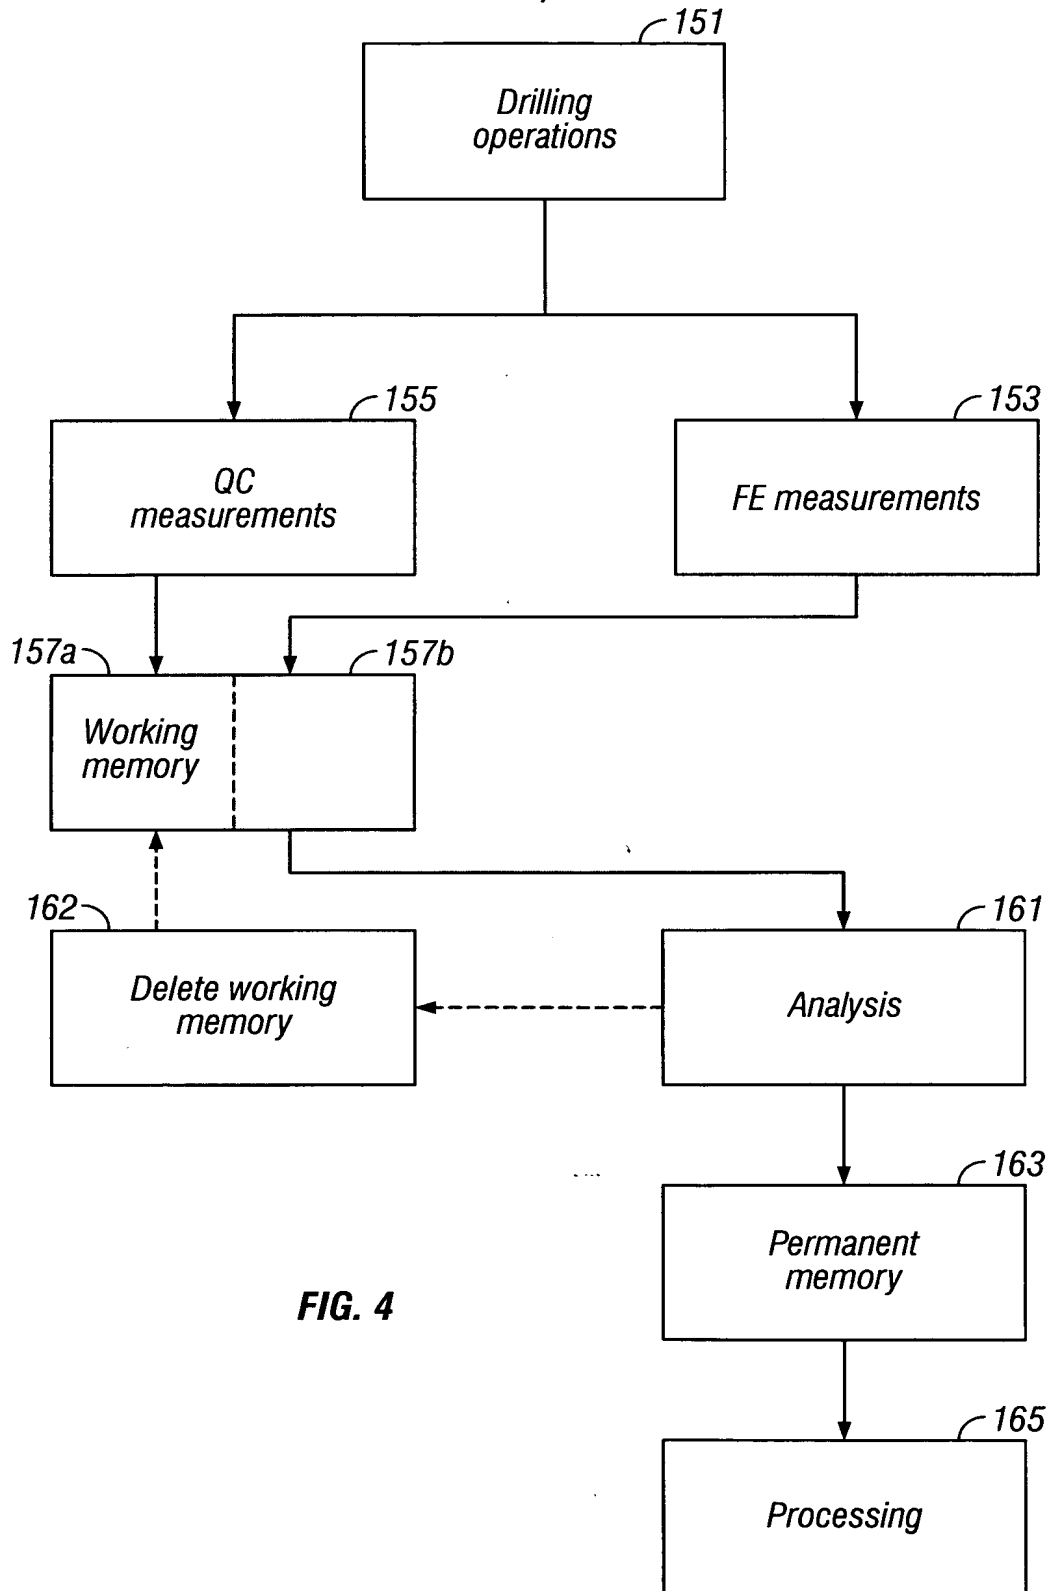 151
Drilling
operations
155
153
QC
measurements
FE measurements
157a
157b
Working
memory
162
161
Delete working
memory
Analysis
163
Permanent
memory
FIG. 4
165
Processing